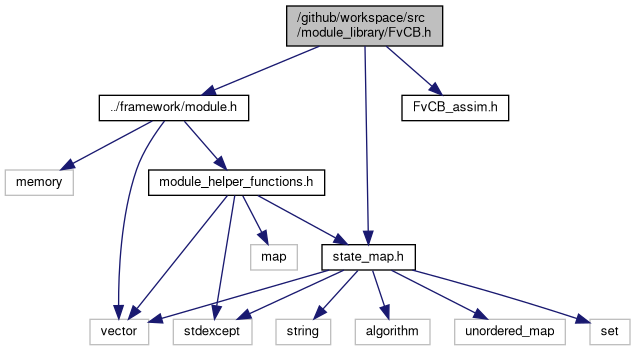 /github/workspace/src
/module_library/FvCB.h
../framework/module.h
FvCB_assim.h
memory
module_helper_functions.h
map
state_map.h
vector
stdexcept
string
algorithm
unordered_map
set